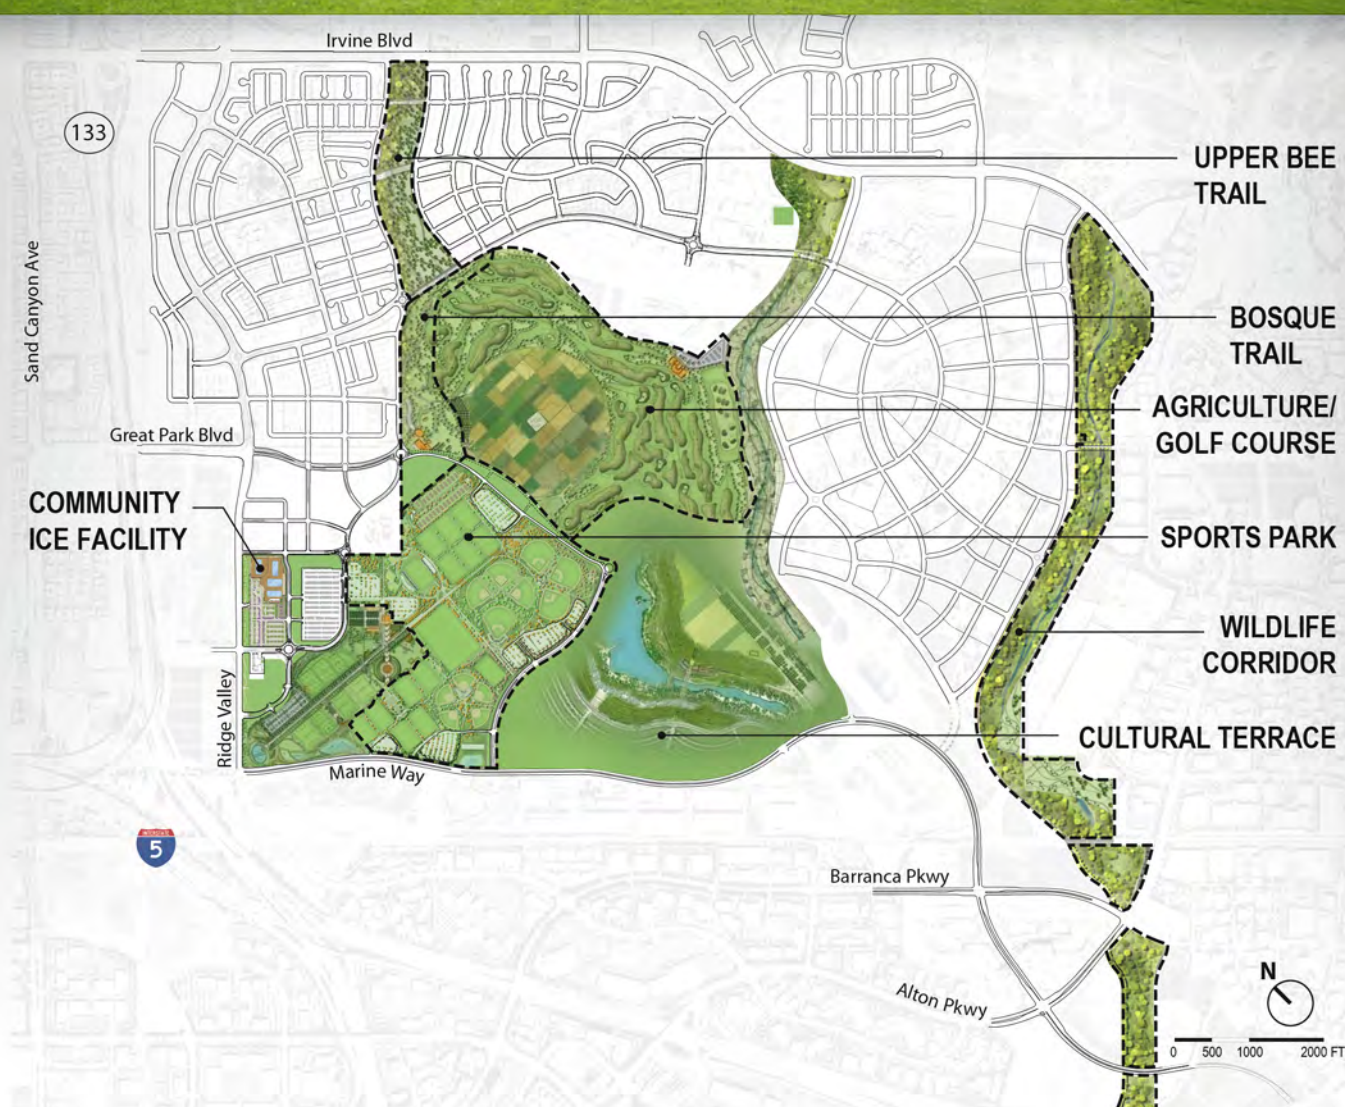 Irvine Blvd
133
Sand Canyon Ave
UPPER BEE
TRAIL
BOSQUE
TRAIL
AGRICULTURE/
GOLF COURSE
Great Park Blvd
COMMUNITY
ICE FACILITY
SPORTS PARK
WILDLIFE
CORRIDOR
Ridge Valley
CULTURAL TERRACE
Marine Way
5
Barranca Pkwy
Alton Pkwy
N
0 500 1000 2000 FT